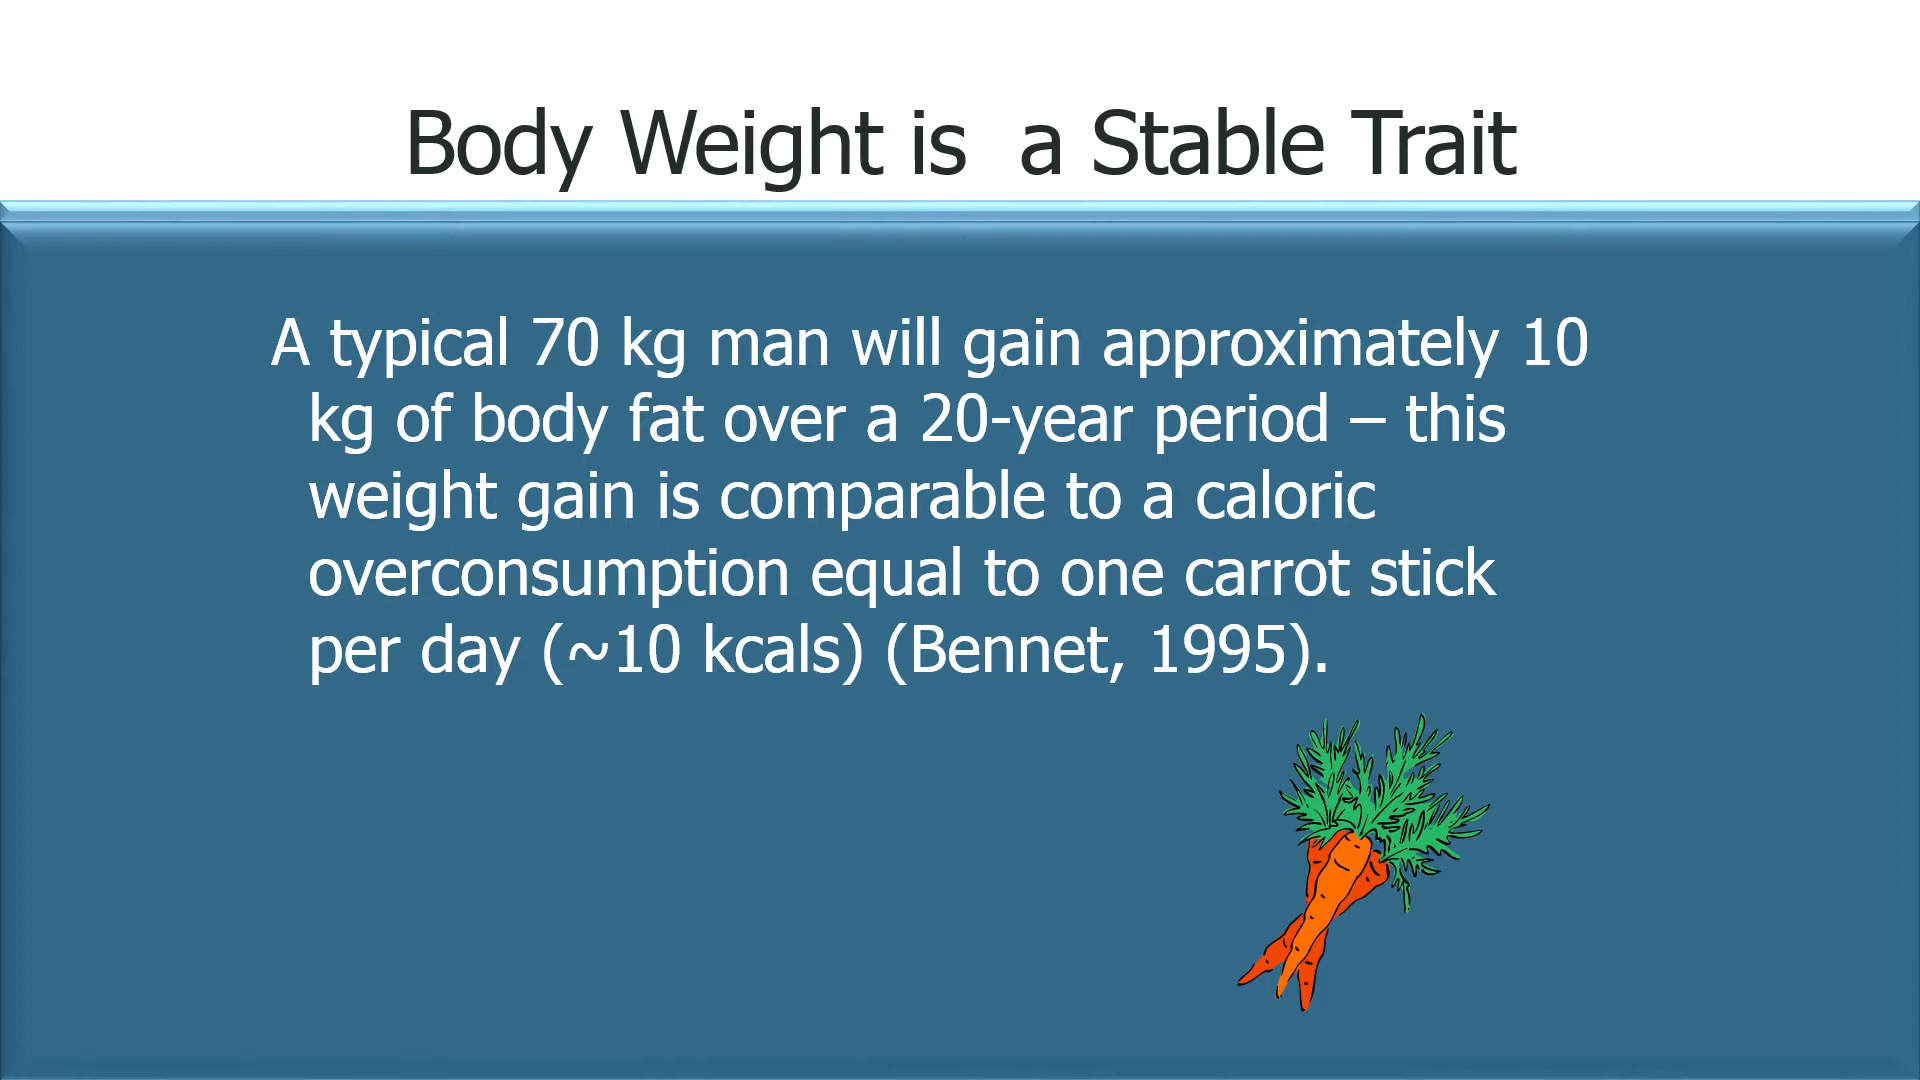 Body Weight is  a Stable Trait
A typical 70 kg man will gain approximately 10
kg of body fat over a 20-year period – this
weight gain is comparable to a caloric
overconsumption equal to one carrot stick
per day (~10 kcals) (Bennet, 1995).